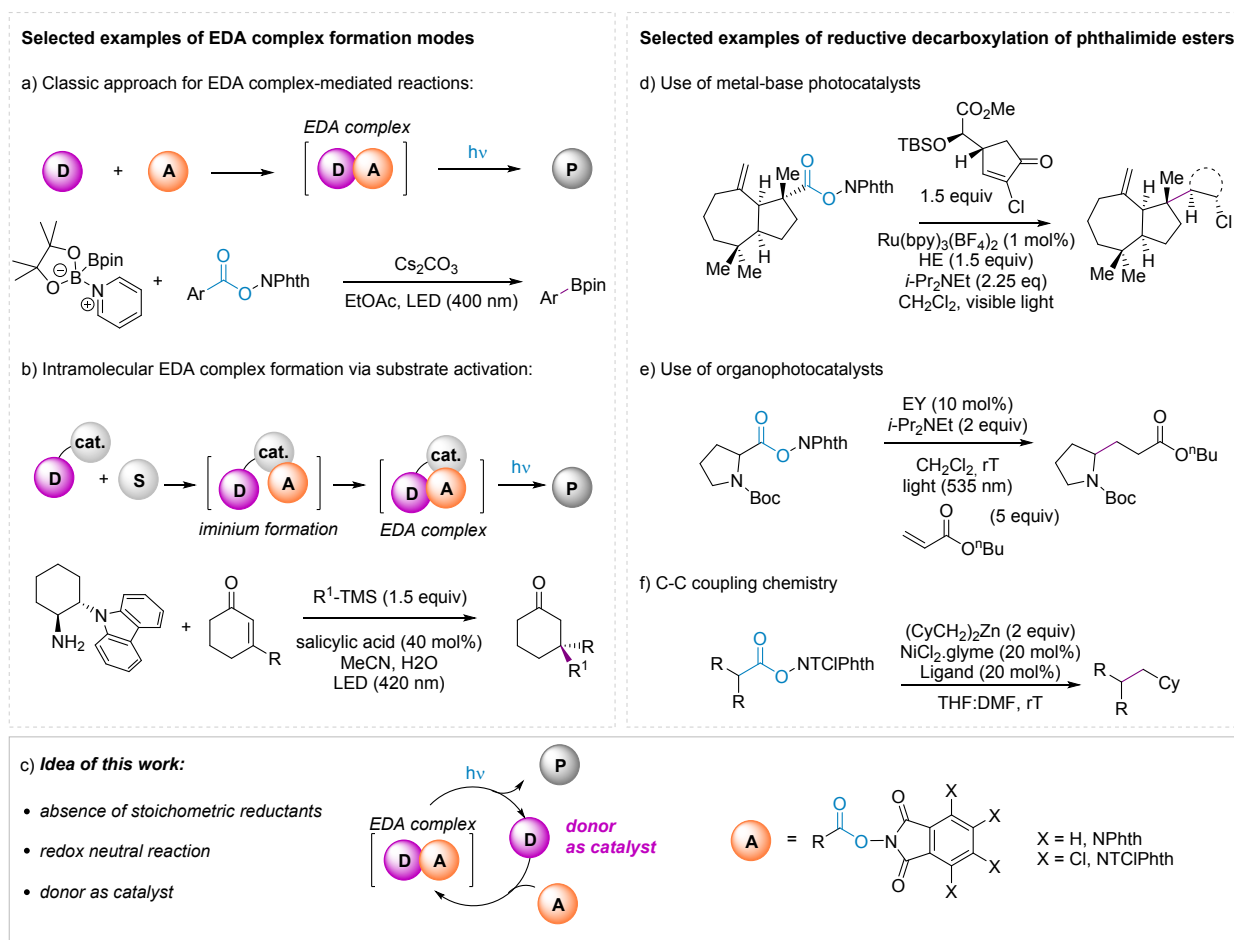 Selected examples of EDA complex formation modes
a) Classic approach for EDA complex-mediated reactions:
EDA complex
D
+
A
D
A
hν
P
O
Bpin
⊖
B
O
N
⊕
+
O
Ar
O
NPhth
Cs2CO3
EtOAc, LED (400 nm)
Bpin
Ar
b) Intramolecular EDA complex formation via substrate activation:
cat.
D
+
S
cat.
D
A
iminium formation
cat.
D
A
EDA complex
hν
P
N
NH2
+
O
R
R1-TMS (1.5 equiv)
salicylic acid (40 mol%)
MeCN, H2O
LED (420 nm)
O
R
R1
Selected examples of reductive decarboxylation of phthalimide esters
d) Use of metal-base photocatalysts
CO2Me
TBSO
H
O
Cl
1.5 equiv
Me
O
O
NPhth
H
H
Me
Me
Ru(bpy)3(BF4)2 (1 mol%)
HE (1.5 equiv)
i-Pr2NEt (2.25 eq)
CH2Cl2, visible light
Me
H
H
Cl
H
Me
Me
e) Use of organophotocatalysts
O
O
NPhth
N
Boc
EY (10 mol%)
i-Pr2NEt (2 equiv)
CH2Cl2, rT
light (535 nm)
O
OnBu
(5 equiv)
O
OnBu
N
Boc
f) C-C coupling chemistry
O
R
O
NTClPhth
R
(CyCH2)2Zn (2 equiv)
NiCl2.glyme (20 mol%)
Ligand (20 mol%)
THF:DMF, rT
R
Cy
R
c) Idea of this work:
• absence of stoichometric reductants
• redox neutral reaction
• donor as catalyst
hν
P
EDA complex
D
A
D
donor
as catalyst
A
A
=
O
R
O
N
O
O
X
X
X
X
X = H, NPhth
X = Cl, NTClPhth